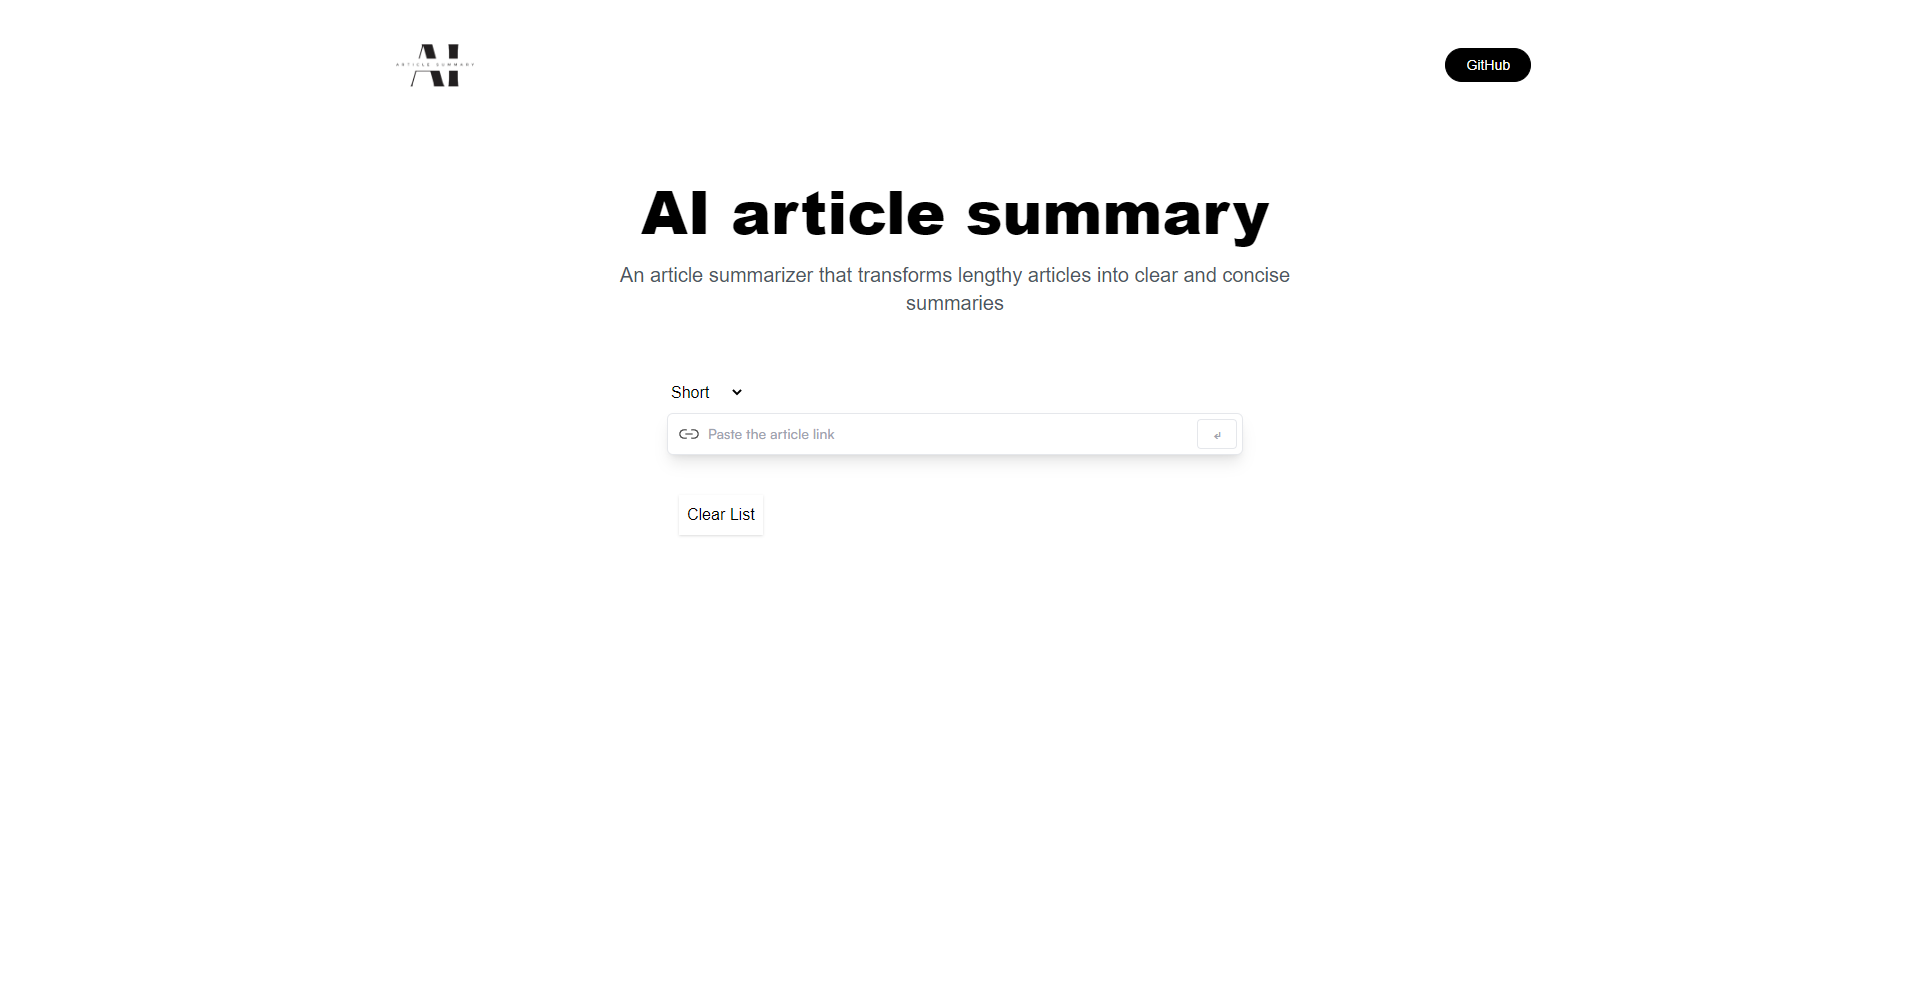 AI
ARTICLE SUMMARY
GitHub
AI article summary
An article summarizer that transforms lengthy articles into clear and concise
summaries
Short
Paste the article link
Clear List